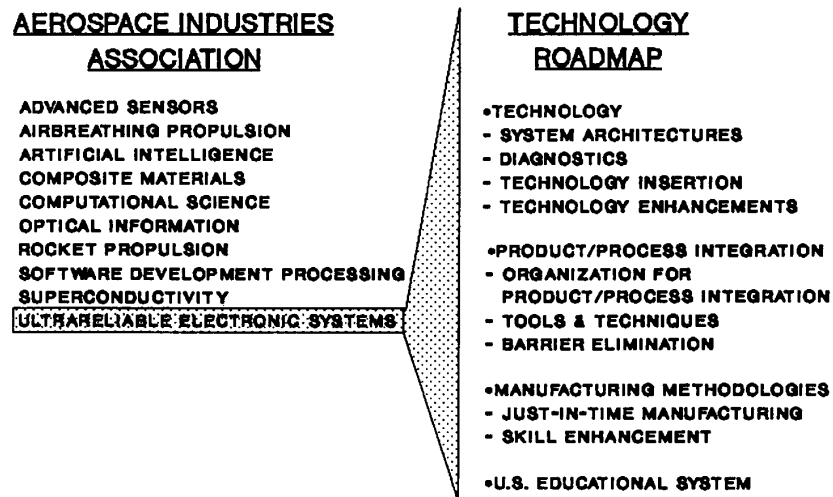 AEROSPACE INDUSTRIES
ASSOCIATION
ADVANCED SENSORS
AIRBREATHING PROPULSION
ARTIFICIAL INTELLIGENCE
COMPOSITE MATERIALS
COMPUTATIONAL SCIENCE
OPTICAL INFORMATION
ROCKET PROPULSION
SOFTWARE DEVELOPMENT PROCESSING
SUPERCONDUCTIVITY
ULTRARELIABLE ELECTRONIC SYSTEMS
TECHNOLOGY
ROADMAP
•TECHNOLOGY
- SYSTEM ARCHITECTURES
- DIAGNOSTICS
- TECHNOLOGY INSERTION
- TECHNOLOGY ENHANCEMENTS
•PRODUCT/PROCESS INTEGRATION
- ORGANIZATION FOR
PRODUCT/PROCESS INTEGRATION
- TOOLS & TECHNIQUES
- BARRIER ELIMINATION
•MANUFACTURING METHODOLOGIES
- JUST-IN-TIME MANUFACTURING
- SKILL ENHANCEMENT
•U.S. EDUCATIONAL SYSTEM